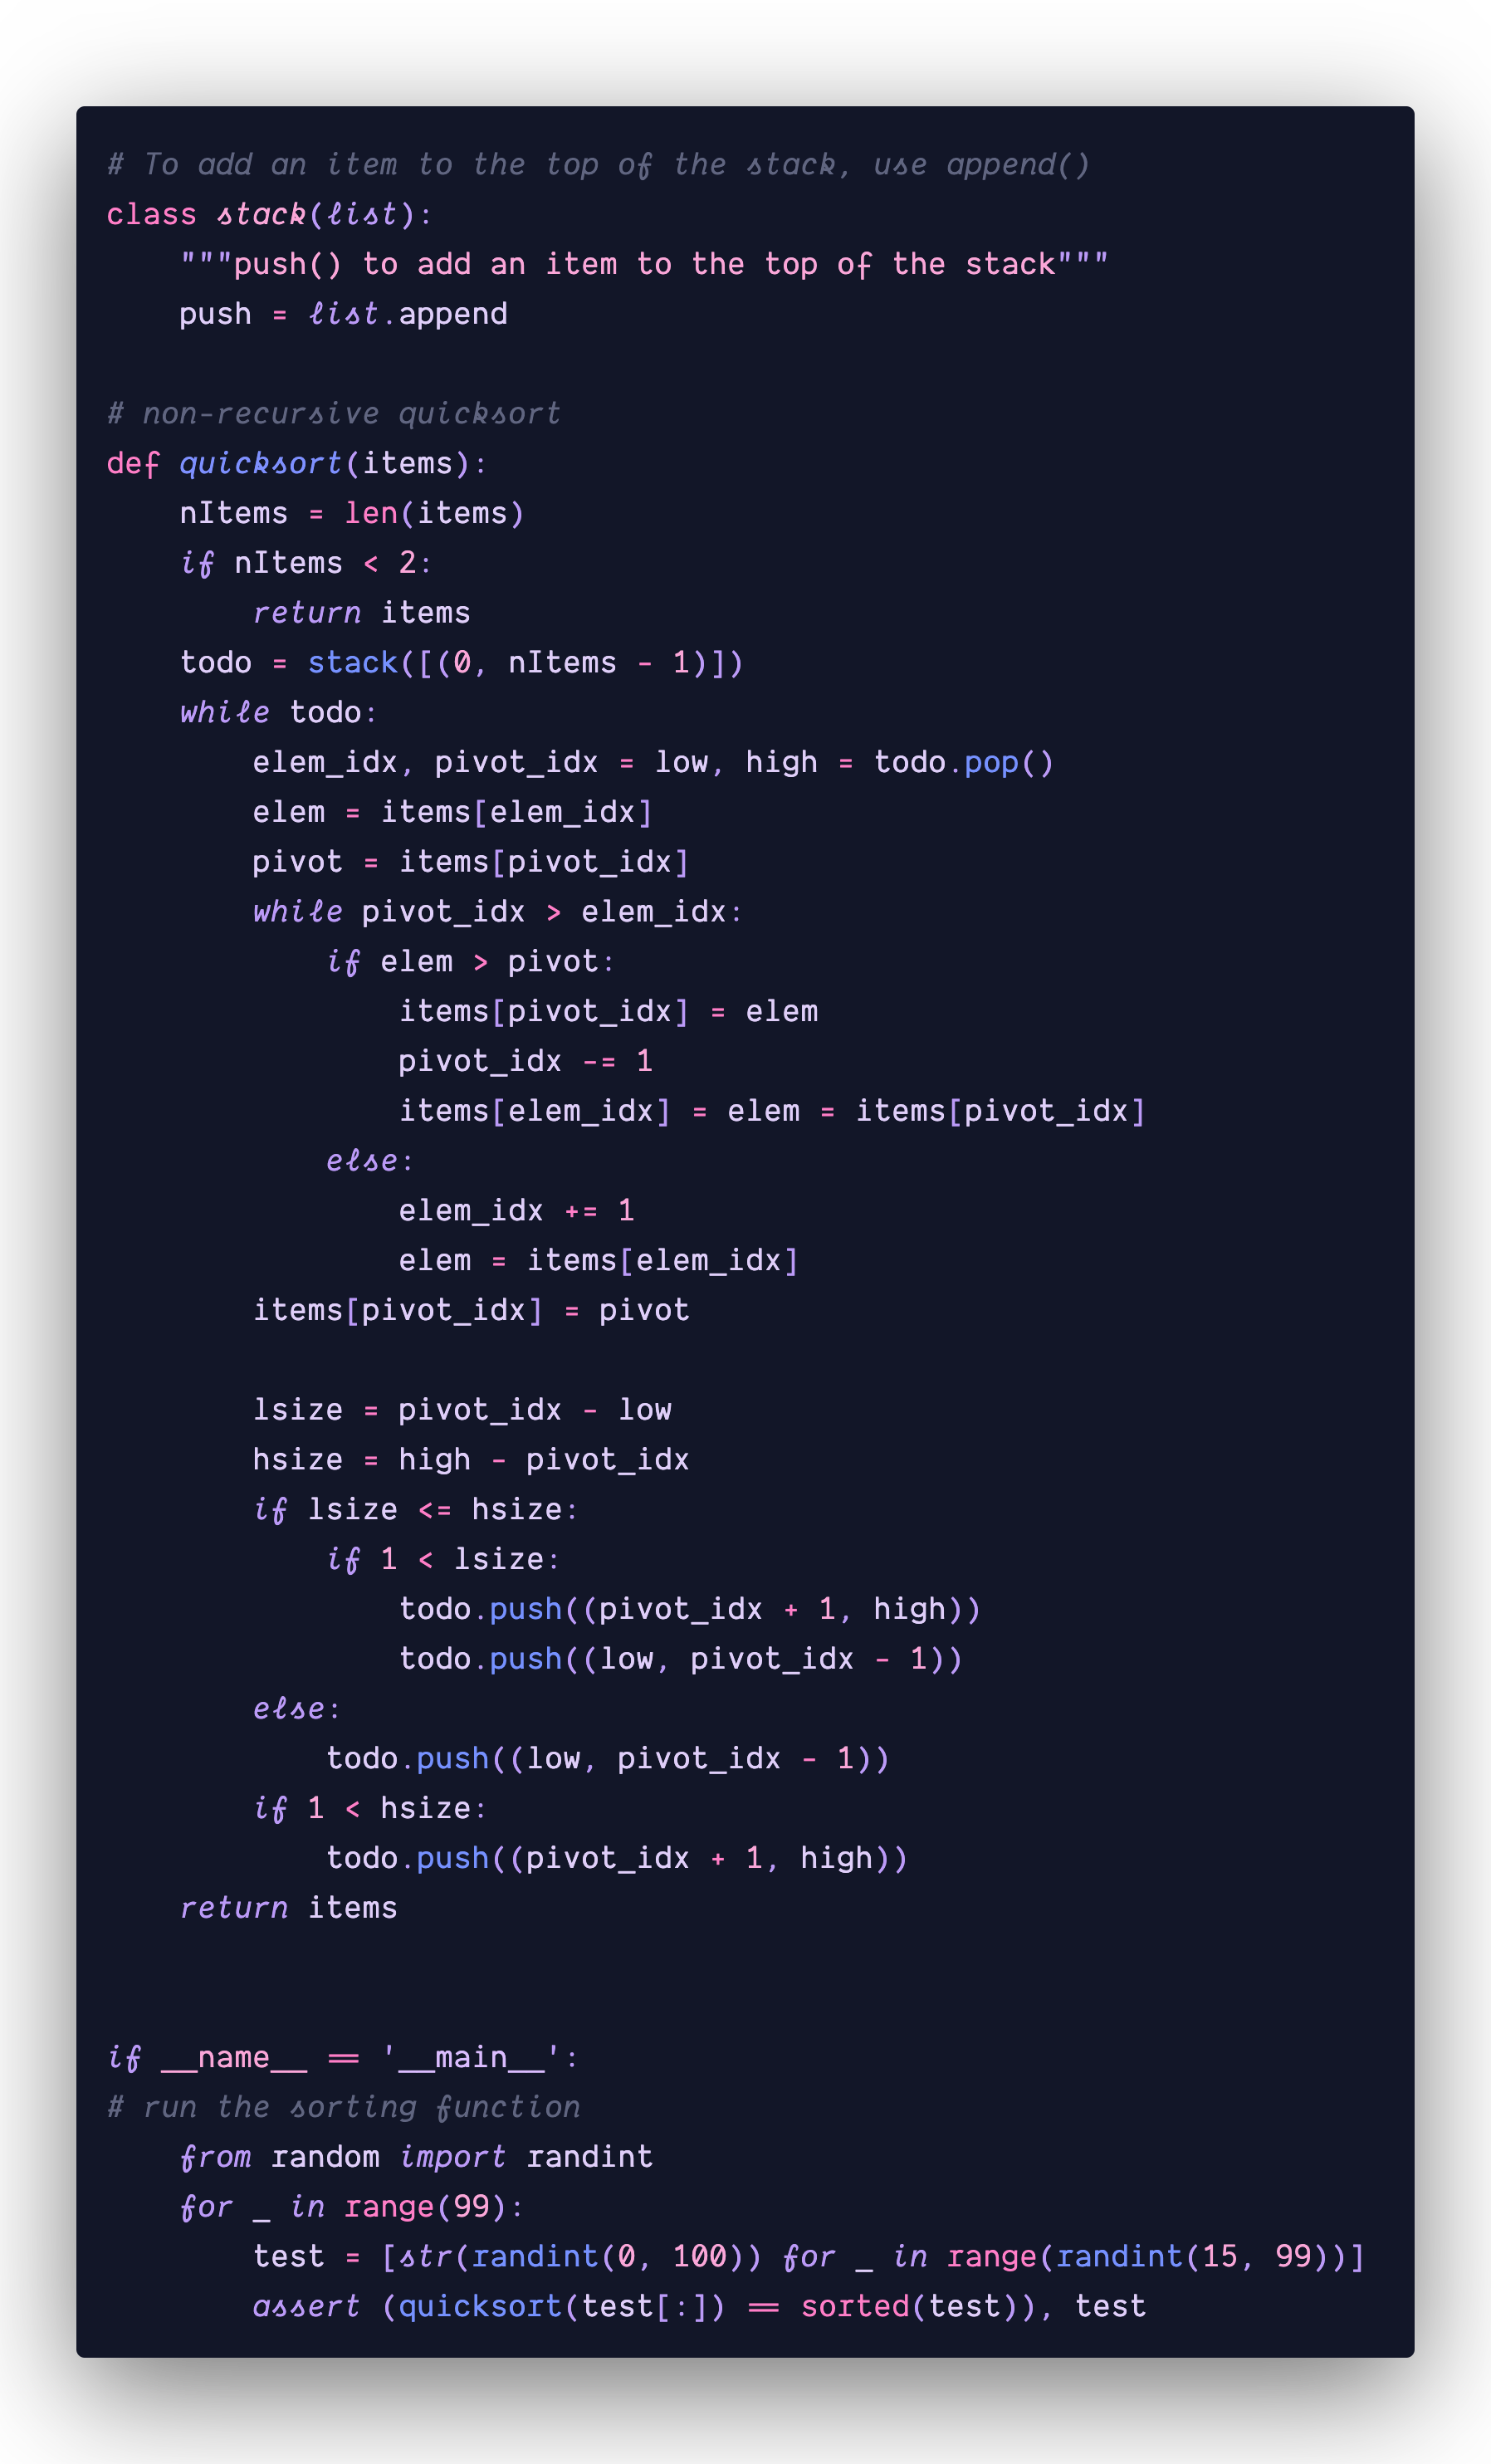 # To add an item to the top of the stack, use append()
class stack(list):
    """push() to add an item to the top of the stack"""
    push = list.append

# non-recursive quicksort
def quicksort(items):
    nItems = len(items)
    if nItems < 2:
        return items
    todo = stack([(0, nItems - 1)])
    while todo:
        elem_idx, pivot_idx = low, high = todo.pop()
        elem = items[elem_idx]
        pivot = items[pivot_idx]
        while pivot_idx > elem_idx:
            if elem > pivot:
                items[pivot_idx] = elem
                pivot_idx -= 1
                items[elem_idx] = elem = items[pivot_idx]
            else:
                elem_idx += 1
                elem = items[elem_idx]
        items[pivot_idx] = pivot

        lsize = pivot_idx - low
        hsize = high - pivot_idx
        if lsize <= hsize:
            if 1 < lsize:
                todo.push((pivot_idx + 1, high))
                todo.push((low, pivot_idx - 1))
        else:
            todo.push((low, pivot_idx - 1))
        if 1 < hsize:
            todo.push((pivot_idx + 1, high))
    return items


if __name__ == '__main__':
# run the sorting function
    from random import randint
    for _ in range(99):
        test = [str(randint(0, 100)) for _ in range(randint(15, 99))]
        assert (quicksort(test[:]) == sorted(test)), test